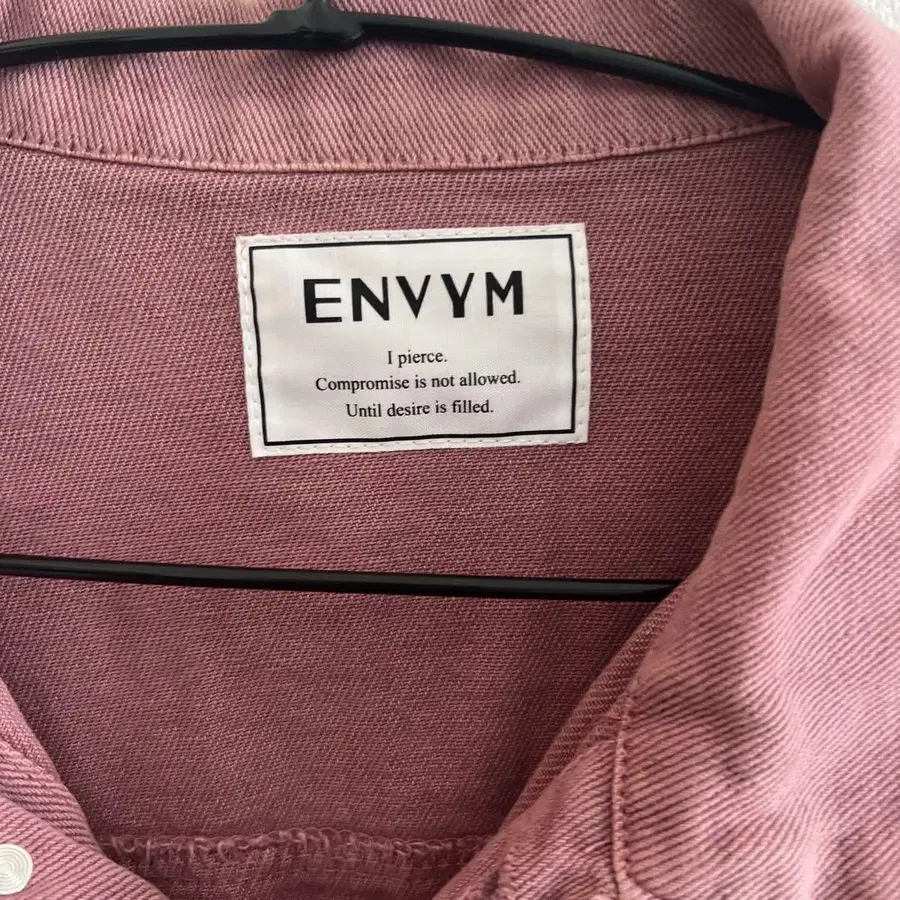 ENVYM
I pierce.
Compromise is not allowed.
Until desire is filled.